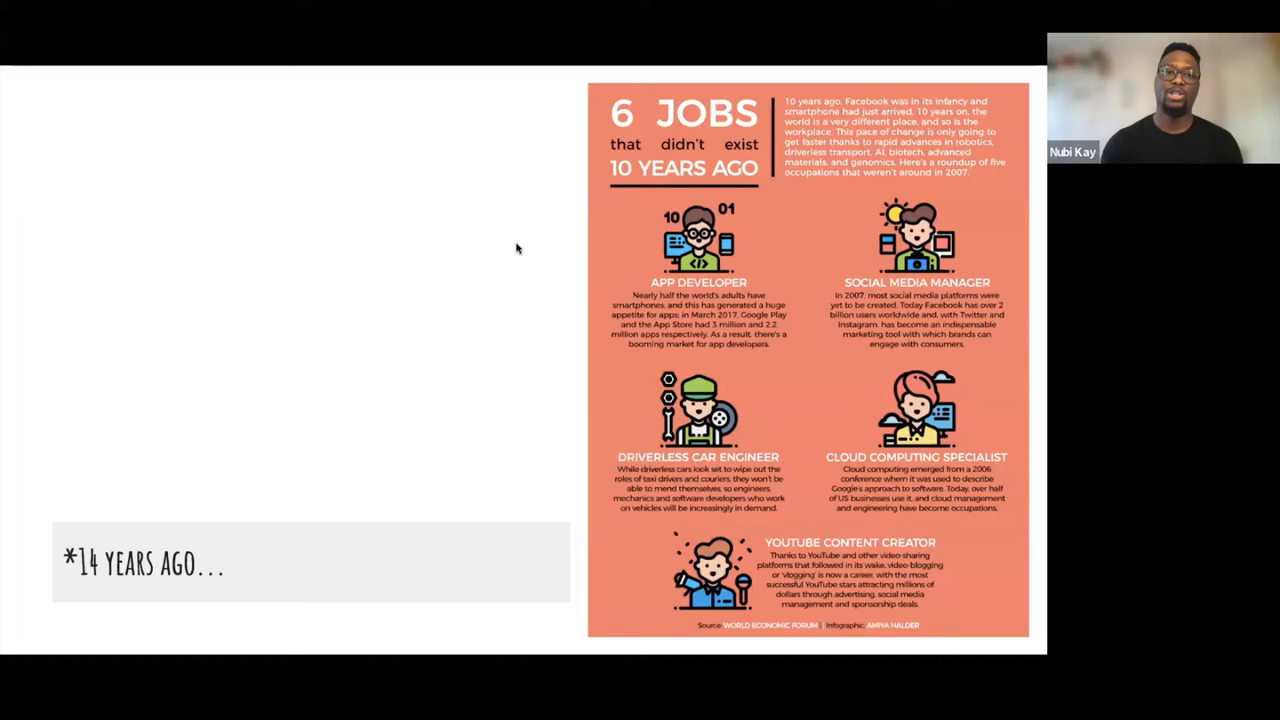 6 JOBS
that didn't exist
10 YEARS AGO
10 years ago, Facebook was in its infancy and
smartphone had just arrived. 10 years on, the
world is a very different place, and so is the
workplace. This pace of change is only going to
get faster thanks to rapid advances in robotics,
driverless transport, AI, biotech, advanced
materials, and genomics. Here's a roundup of five
occupations that weren't around in 2007.
10
01
APP DEVELOPER
Nearly half the world's adults have
smartphones, and this has generated a huge
appetite for apps; in March 2017, Google Play
and the App Store had 3 million and 2.2
million apps respectively. As a result, there's a
booming market for app developers.
SOCIAL MEDIA MANAGER
In 2007, most social media platforms were
yet to be created. Today Facebook has over 2
billion users worldwide and, with Twitter and
Instagram, has become an indispensable
marketing tool with which brands can
engage with consumers.
DRIVERLESS CAR ENGINEER
While driverless cars look set to wipe out the
roles of taxi drivers and couriers, they won't be
able to mend themselves, so engineers,
mechanics and software developers who work
on vehicles will be increasingly in demand.
CLOUD COMPUTING SPECIALIST
Cloud computing emerged from a 2006
conference where it was used to describe
Google's approach to software. Today, over half
of US businesses use it, and cloud management
and engineering have become occupations.
YOUTUBE CONTENT CREATOR
Thanks to YouTube and other video-sharing
platforms that followed in its wake, video-blogging
or 'vlogging' is now a career, with the most
successful YouTube stars attracting millions of
dollars through advertising, social media
management and sponsorship deals.
Source: WORLD ECONOMIC FORUM | Infographic: AMIYA HALDER
*14 YEARS AGO...
Nubi Kay